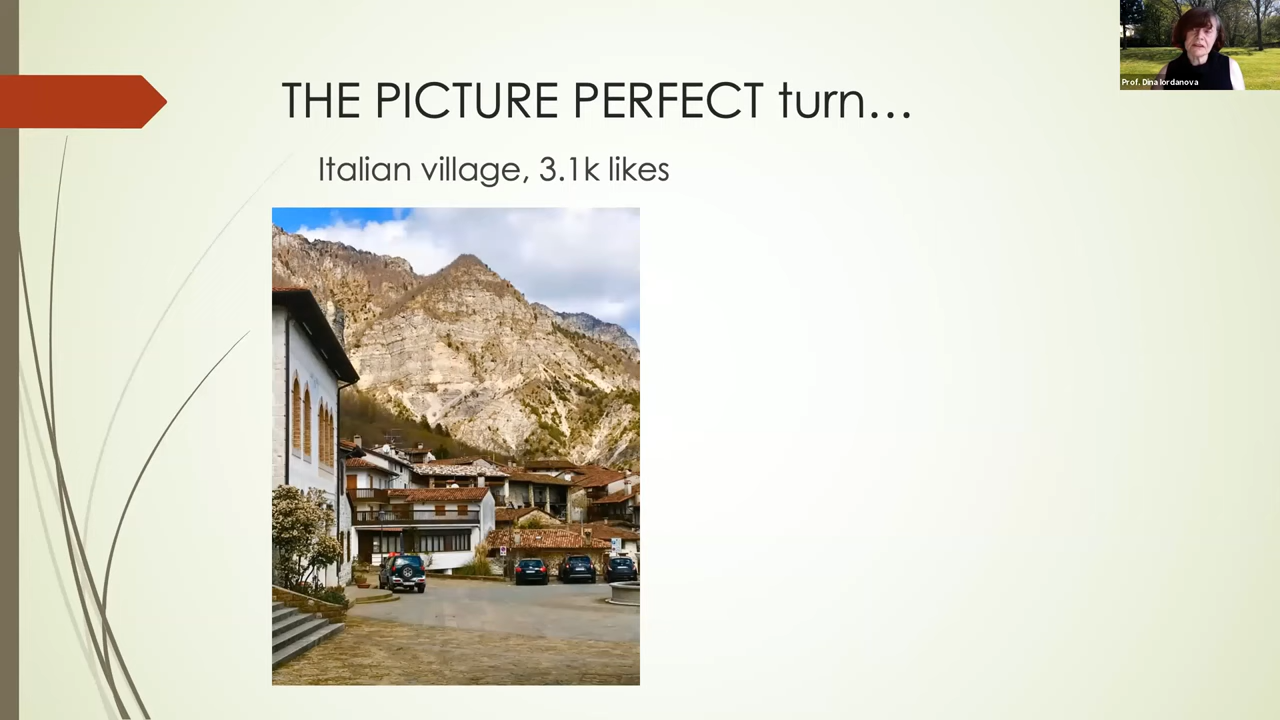 Prof. Dina Iordanova
THE PICTURE PERFECT turn...
Italian village, 3.1k likes